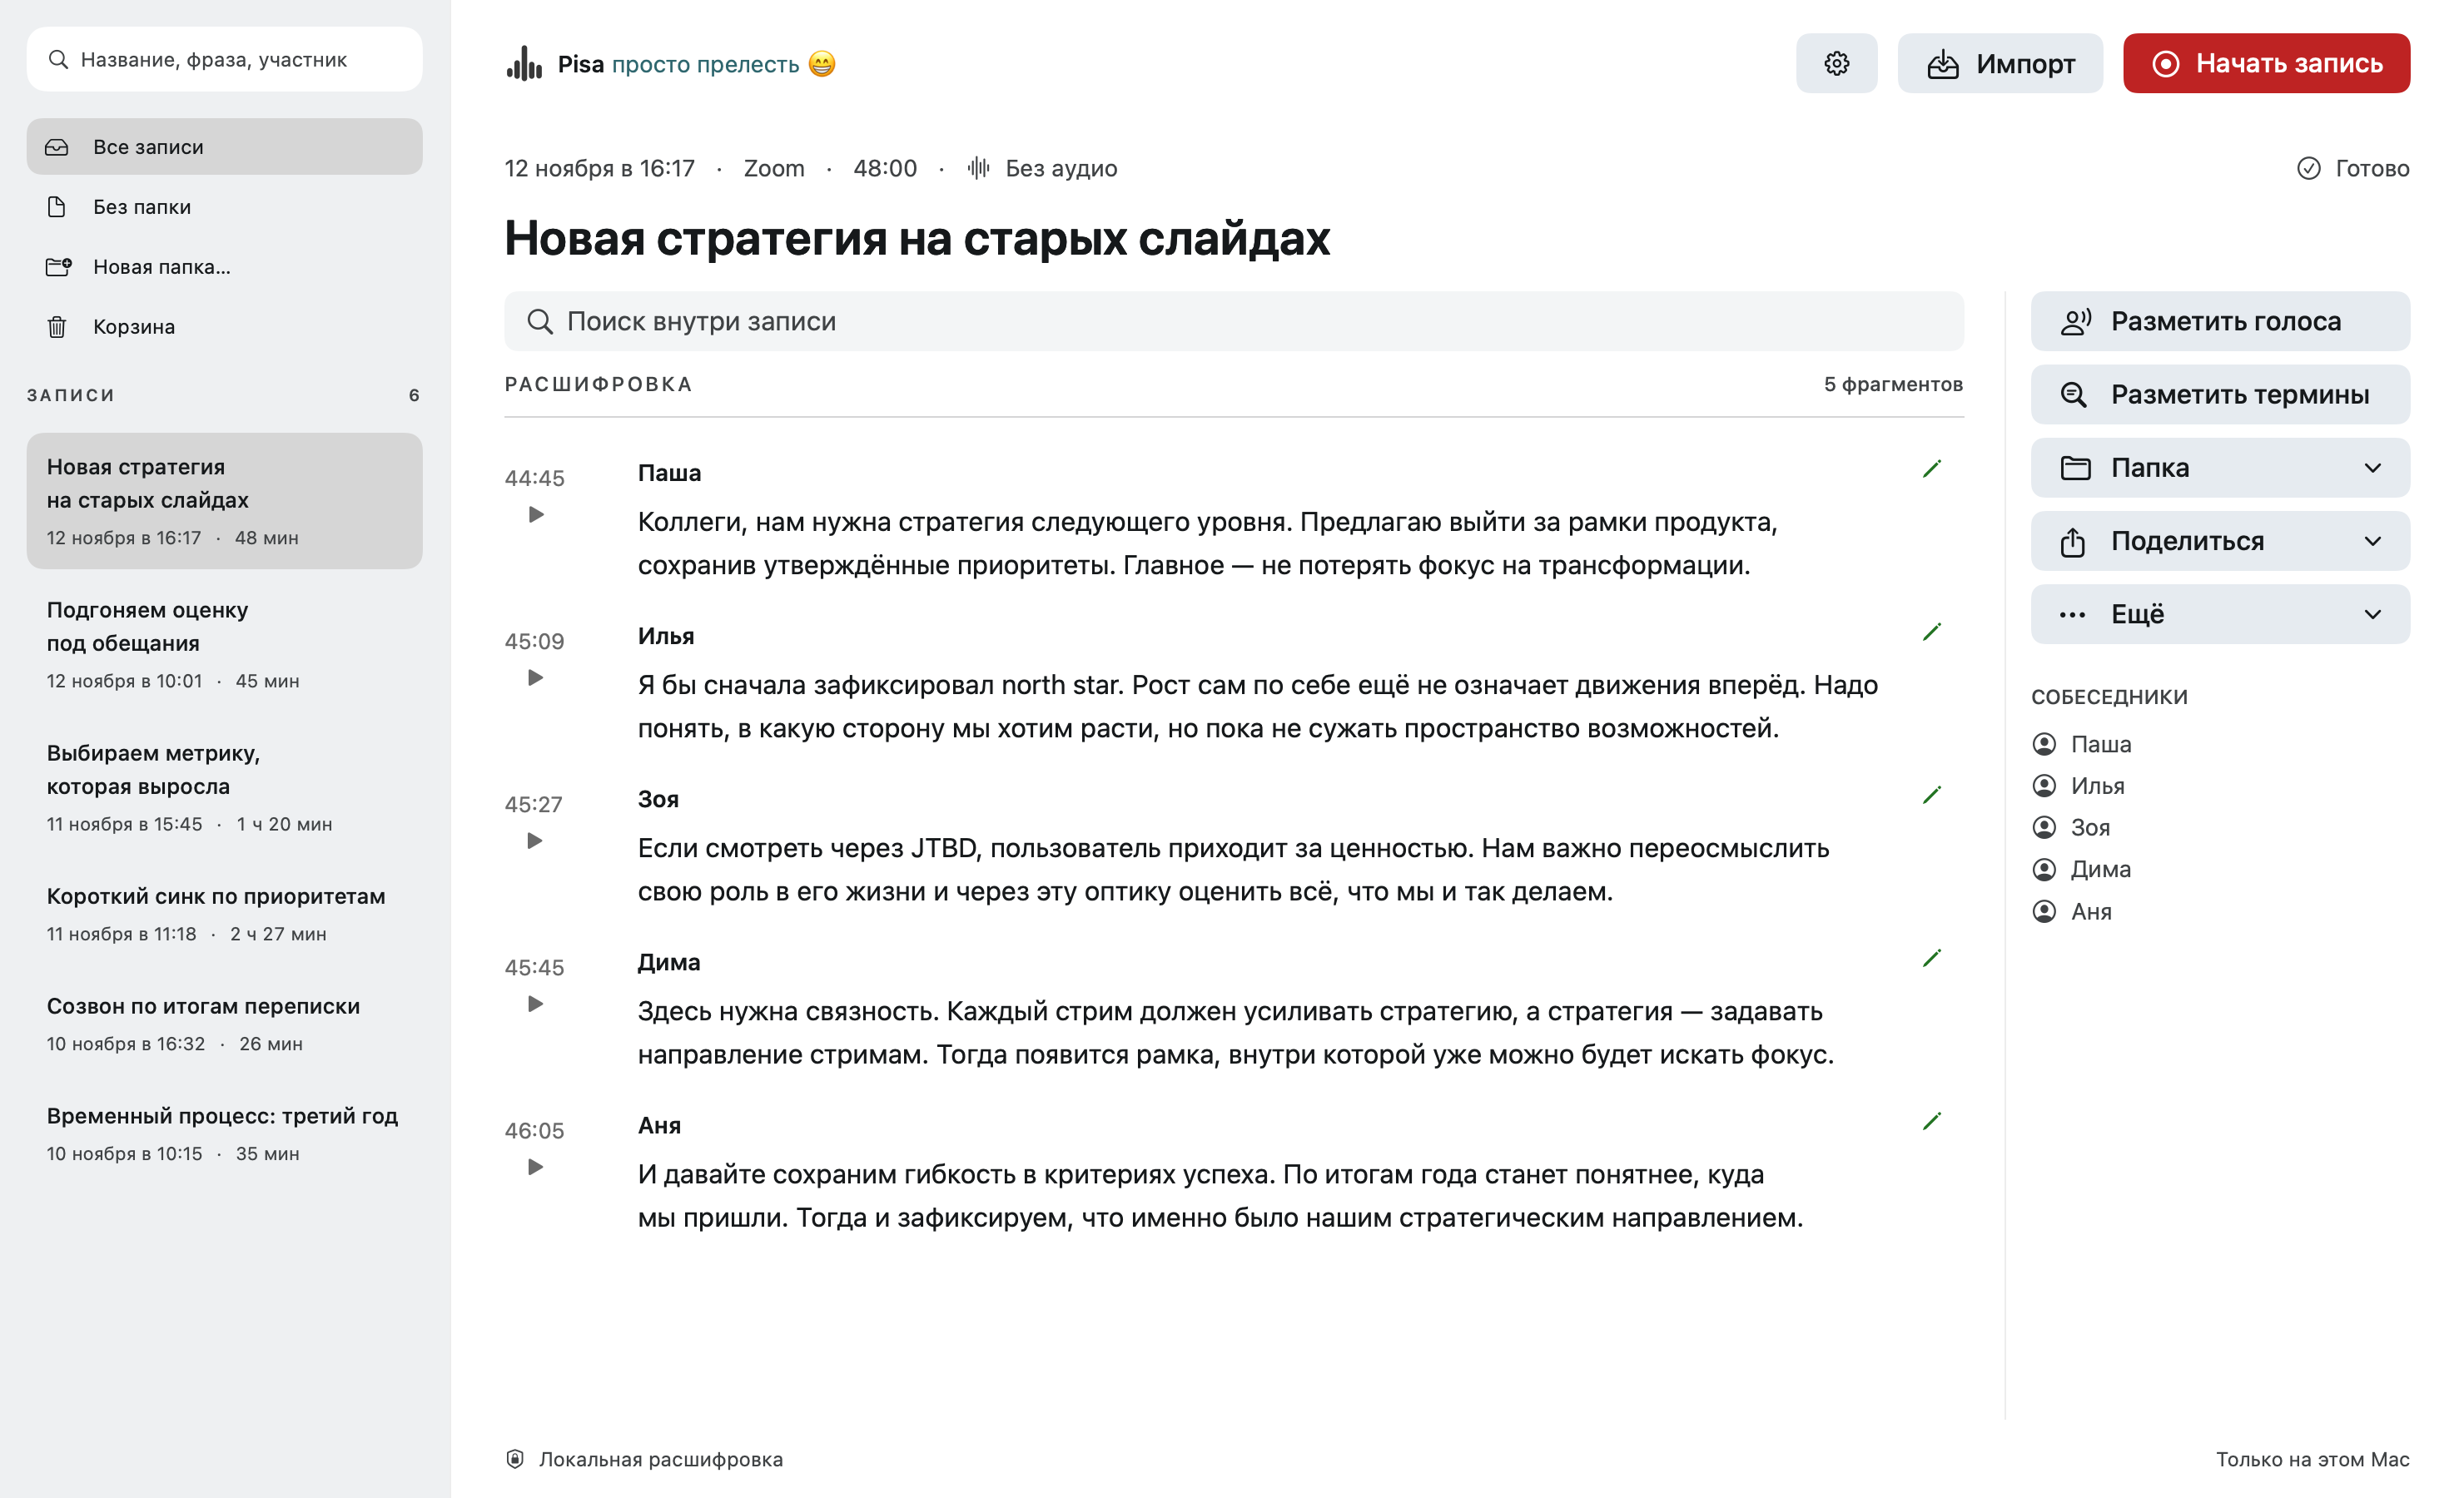 Название, фраза, участник
Все записи
Без папки
Новая папка...
Корзина
ЗАПИСИ 6
Новая стратегия
на старых слайдах
12 ноября в 16:17 · 48 мин
Подгоняем оценку
под обещания
12 ноября в 10:01 · 45 мин
Выбираем метрику,
которая выросла
11 ноября в 15:45 · 1 ч 20 мин
Короткий синк по приоритетам
11 ноября в 11:18 · 2 ч 27 мин
Созвон по итогам переписки
10 ноября в 16:32 · 26 мин
Временный процесс: третий год
10 ноября в 10:15 · 35 мин
Pisa просто прелесть 😁
Импорт
Начать запись
12 ноября в 16:17 · Zoom · 48:00 · Без аудио
Готово
Новая стратегия на старых слайдах
Поиск внутри записи
РАСШИФРОВКА 5 фрагментов
44:45 Паша
Коллеги, нам нужна стратегия следующего уровня. Предлагаю выйти за рамки продукта,
сохранив утверждённые приоритеты. Главное — не потерять фокус на трансформации.
45:09 Илья
Я бы сначала зафиксировал north star. Рост сам по себе ещё не означает движения вперёд. Надо
понять, в какую сторону мы хотим расти, но пока не сужать пространство возможностей.
45:27 Зоя
Если смотреть через JTBD, пользователь приходит за ценностью. Нам важно переосмыслить
свою роль в его жизни и через эту оптику оценить всё, что мы и так делаем.
45:45 Дима
Здесь нужна связность. Каждый стрим должен усиливать стратегию, а стратегия — задавать
направление стримам. Тогда появится рамка, внутри которой уже можно будет искать фокус.
46:05 Аня
И давайте сохраним гибкость в критериях успеха. По итогам года станет понятнее, куда
мы пришли. Тогда и зафиксируем, что именно было нашим стратегическим направлением.
Разметить голоса
Разметить термины
Папка
Поделиться
Ещё
СОБЕСЕДНИКИ
Паша
Илья
Зоя
Дима
Аня
Локальная расшифровка
Только на этом Mac